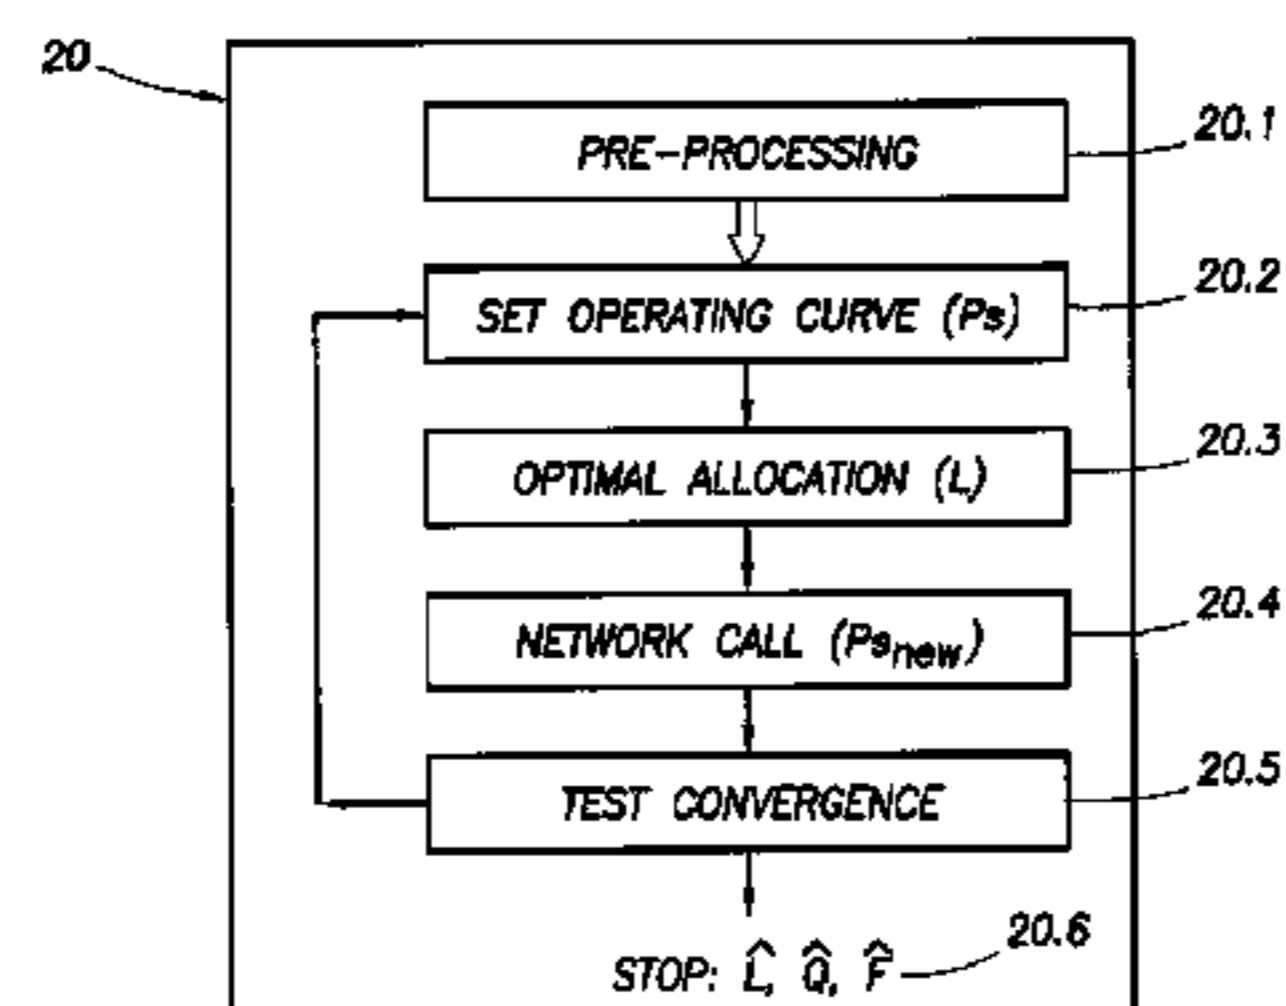 20
PRE-PROCESSING
20.1
SET OPERATING CURVE (Ps)
20.2
OPTIMAL ALLOCATION (L)
20.3
NETWORK CALL (Psnew)
20.4
TEST CONVERGENCE
20.5
STOP: L̂, Q̂, F̂
20.6